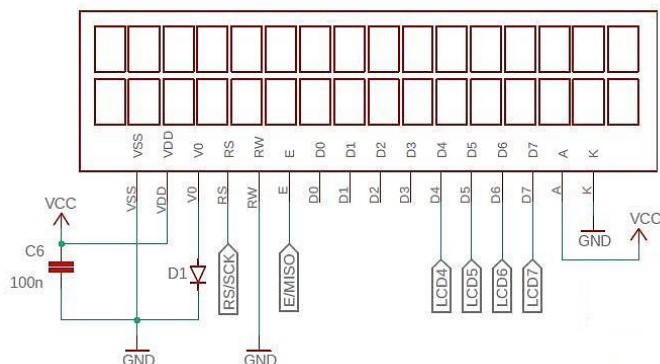 VSS VDD V0 RS RW E D0 D1 D2 D3 D4 D5 D6 D7 A K
VSS VDD V0 RS RW E D0 D1 D2 D3 D4 D5 D6 D7 A K
VCC
VCC
GND
C6
100n
D1
RS/SCK
E/MISO
LCD4
LCD5
LCD6
LCD7
GND
GND